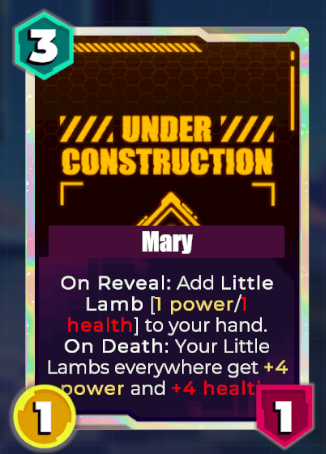 3
/// UNDER ///
CONSTRUCTION
Mary
On Reveal: Add Little
Lamb [1 power/1
health] to your hand.
On Death: Your Little
Lambs everywhere get +4
power and +4 health.
1
1